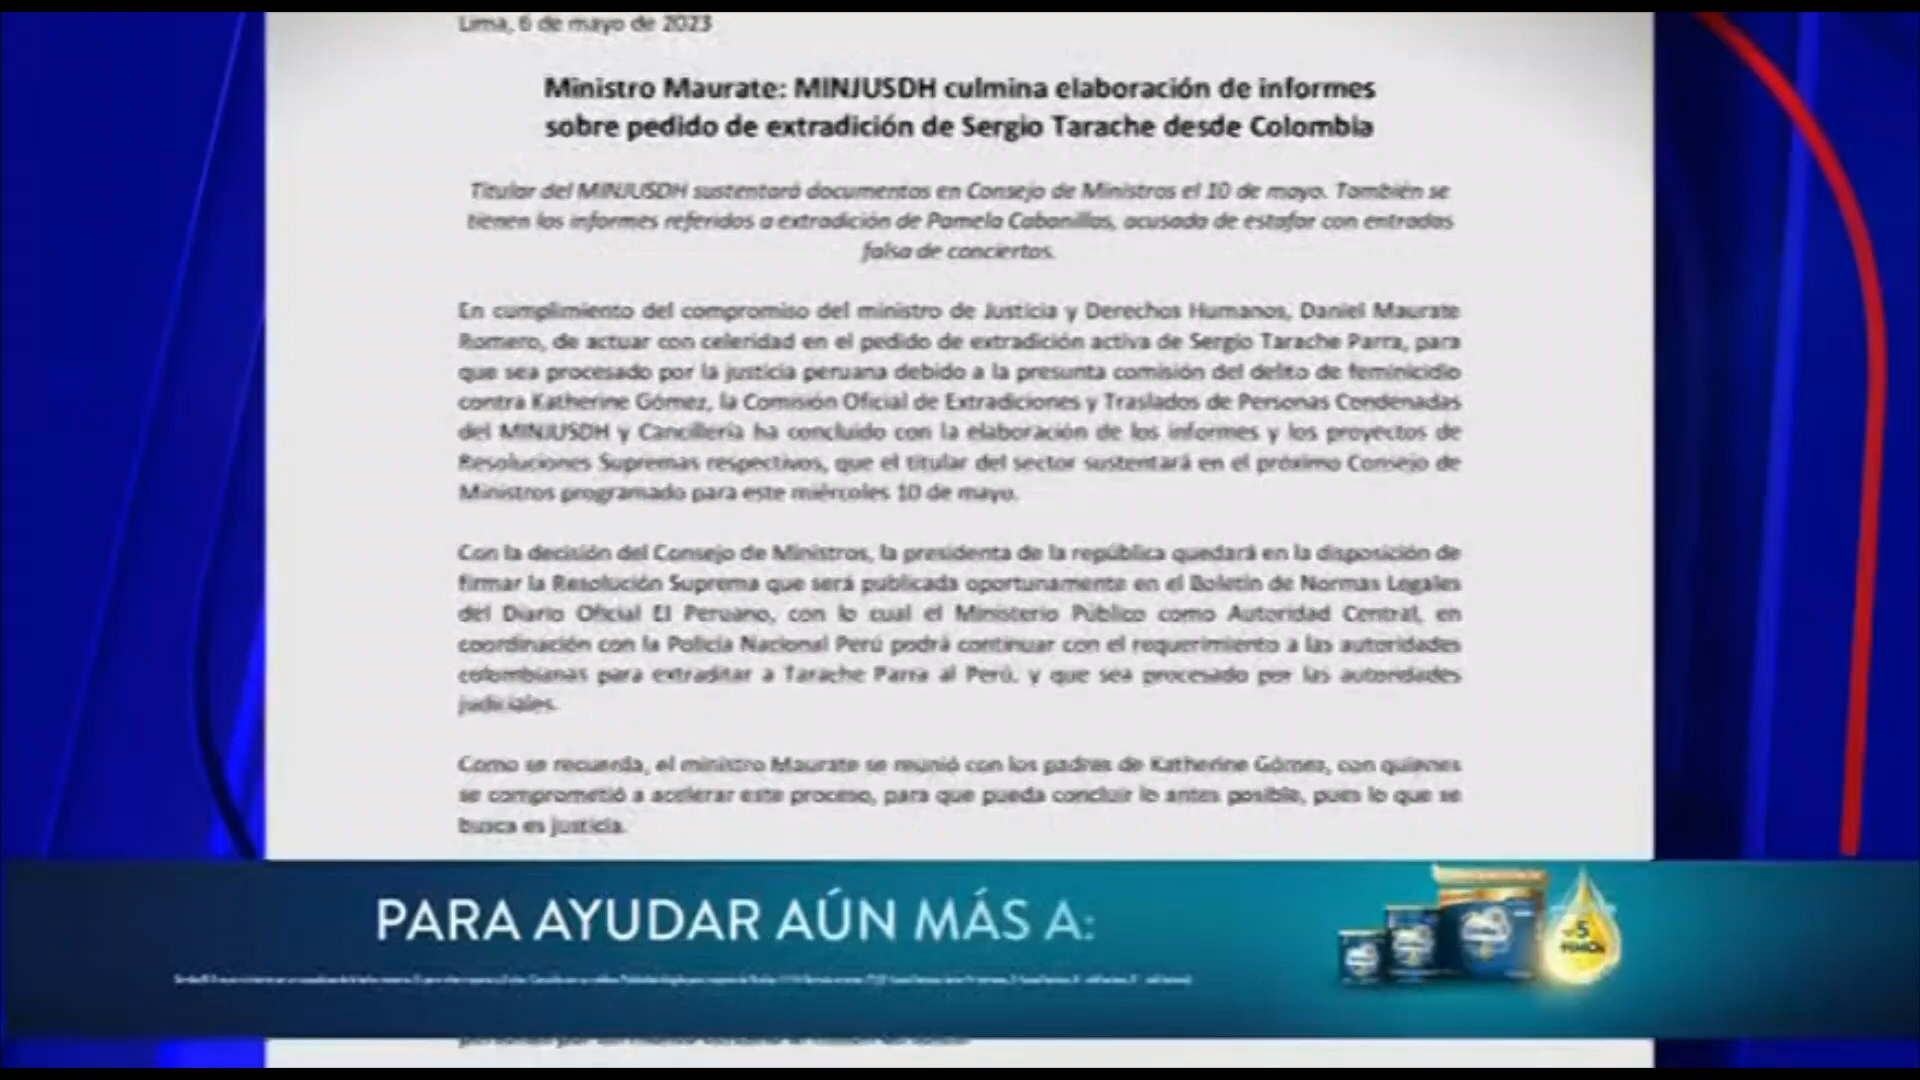 Lima, 6 de mayo de 2023
Ministro Maurate: MINJUSDH culmina elaboración de informes
sobre pedido de extradición de Sergio Tarache desde Colombia
Titular del MINJUSDH sustentará documentos en Consejo de Ministros el 10 de mayo. También se
tienen los informes referidos a extradición de Pamela Cabanillas, acusada de estafar con entradas
falsa de conciertos.
En cumplimiento del compromiso del ministro de Justicia y Derechos Humanos, Daniel Maurate
Romero, de actuar con celeridad en el pedido de extradición activa de Sergio Tarache Parra, para
que sea procesado por la justicia peruana debido a la presunta comisión del delito de feminicidio
contra Katherine Gómez, la Comisión Oficial de Extradiciones y Traslados de Personas Condenadas
del MINJUSDH y Cancillería ha concluido con la elaboración de los informes y los proyectos de
Resoluciones Supremas respectivos, que el titular del sector sustentará en el próximo Consejo de
Ministros programado para este miércoles 10 de mayo.
Con la decisión del Consejo de Ministros, la presidenta de la república quedará en la disposición de
firmar la Resolución Suprema que será publicada oportunamente en el Boletín de Normas Legales
del Diario Oficial El Peruano, con lo cual el Ministerio Público como Autoridad Central, en
coordinación con la Policía Nacional Perú podrá continuar con el requerimiento a las autoridades
colombianas para extraditar a Tarache Parra al Perú, y que sea procesado por las autoridades
judiciales.
Como se recuerda, el ministro Maurate se reunió con los padres de Katherine Gómez, con quienes
se comprometió a acelerar este proceso, para que pueda concluir lo antes posible, pues lo que se
busca es justicia.
PARA AYUDAR AÚN MÁS A:
5